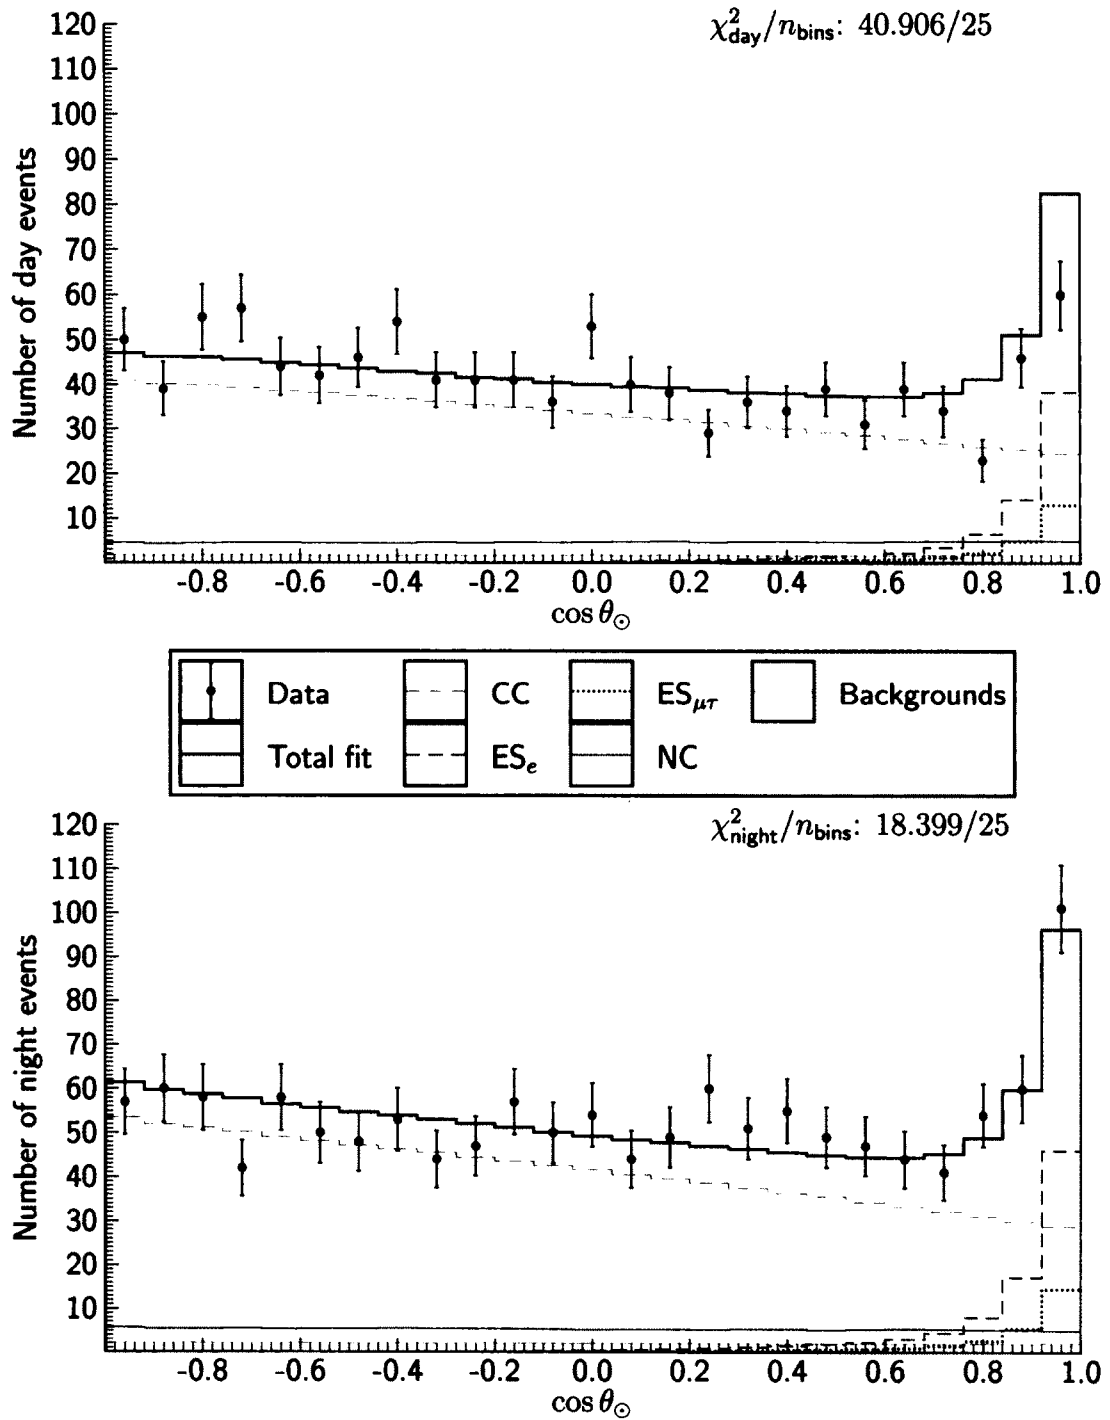 χ²day/nbins: 40.906/25
120
110
100
90
80
70
60
50
40
30
20
10
Number of day events
-0.8 -0.6 -0.4 -0.2 0.0 0.2 0.4 0.6 0.8 1.0
cos θ⊙
Data CC ESμτ Backgrounds
Total fit ESe NC
χ²night/nbins: 18.399/25
120
110
100
90
80
70
60
50
40
30
20
10
Number of night events
-0.8 -0.6 -0.4 -0.2 0.0 0.2 0.4 0.6 0.8 1.0
cos θ⊙